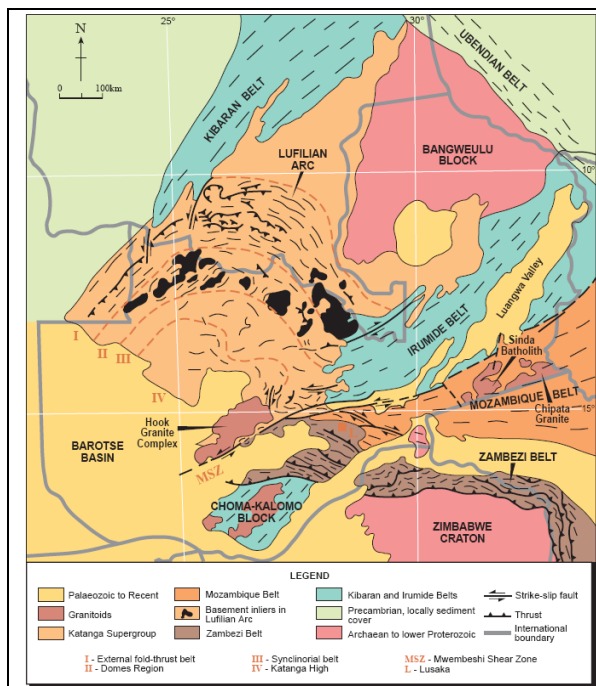 25°
30°
N
0 100km
KIBARAN BELT
UBENDIAN BELT
LUFILIAN
ARC
BANGWEULU
BLOCK
10°
Luangwa Valley
IRUMIDE BELT
Sinda
Batholith
I
II
III
IV
MOZAMBIQUE BELT
15°
Chipata
Granite
Hook
Granite
Complex
BAROTSE
BASIN
MSZ
L
ZAMBEZI BELT
CHOMA-KALOMO
BLOCK
ZIMBABWE
CRATON
LEGEND
Palaeozoic to Recent
Mozambique Belt
Kibaran and Irumide Belts
Strike-slip fault
Granitoids
Basement inliers in
Lufilian Arc
Precambrian, locally sediment
cover
Thrust
Katanga Supergroup
Zambezi Belt
Archaean to lower Proterozoic
International
boundary
I - External fold-thrust belt
III - Synclinorial belt
MSZ - Mwembeshi Shear Zone
II - Domes Region
IV - Katanga High
L - Lusaka